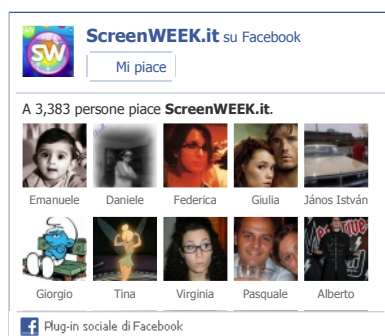 SW
ScreenWEEK.it su Facebook
Mi piace
A 3,383 persone piace ScreenWEEK.it.
Emanuele Daniele Federica Giulia János István
Giorgio Tina Virginia Pasquale Alberto
f Plug-in sociale di Facebook